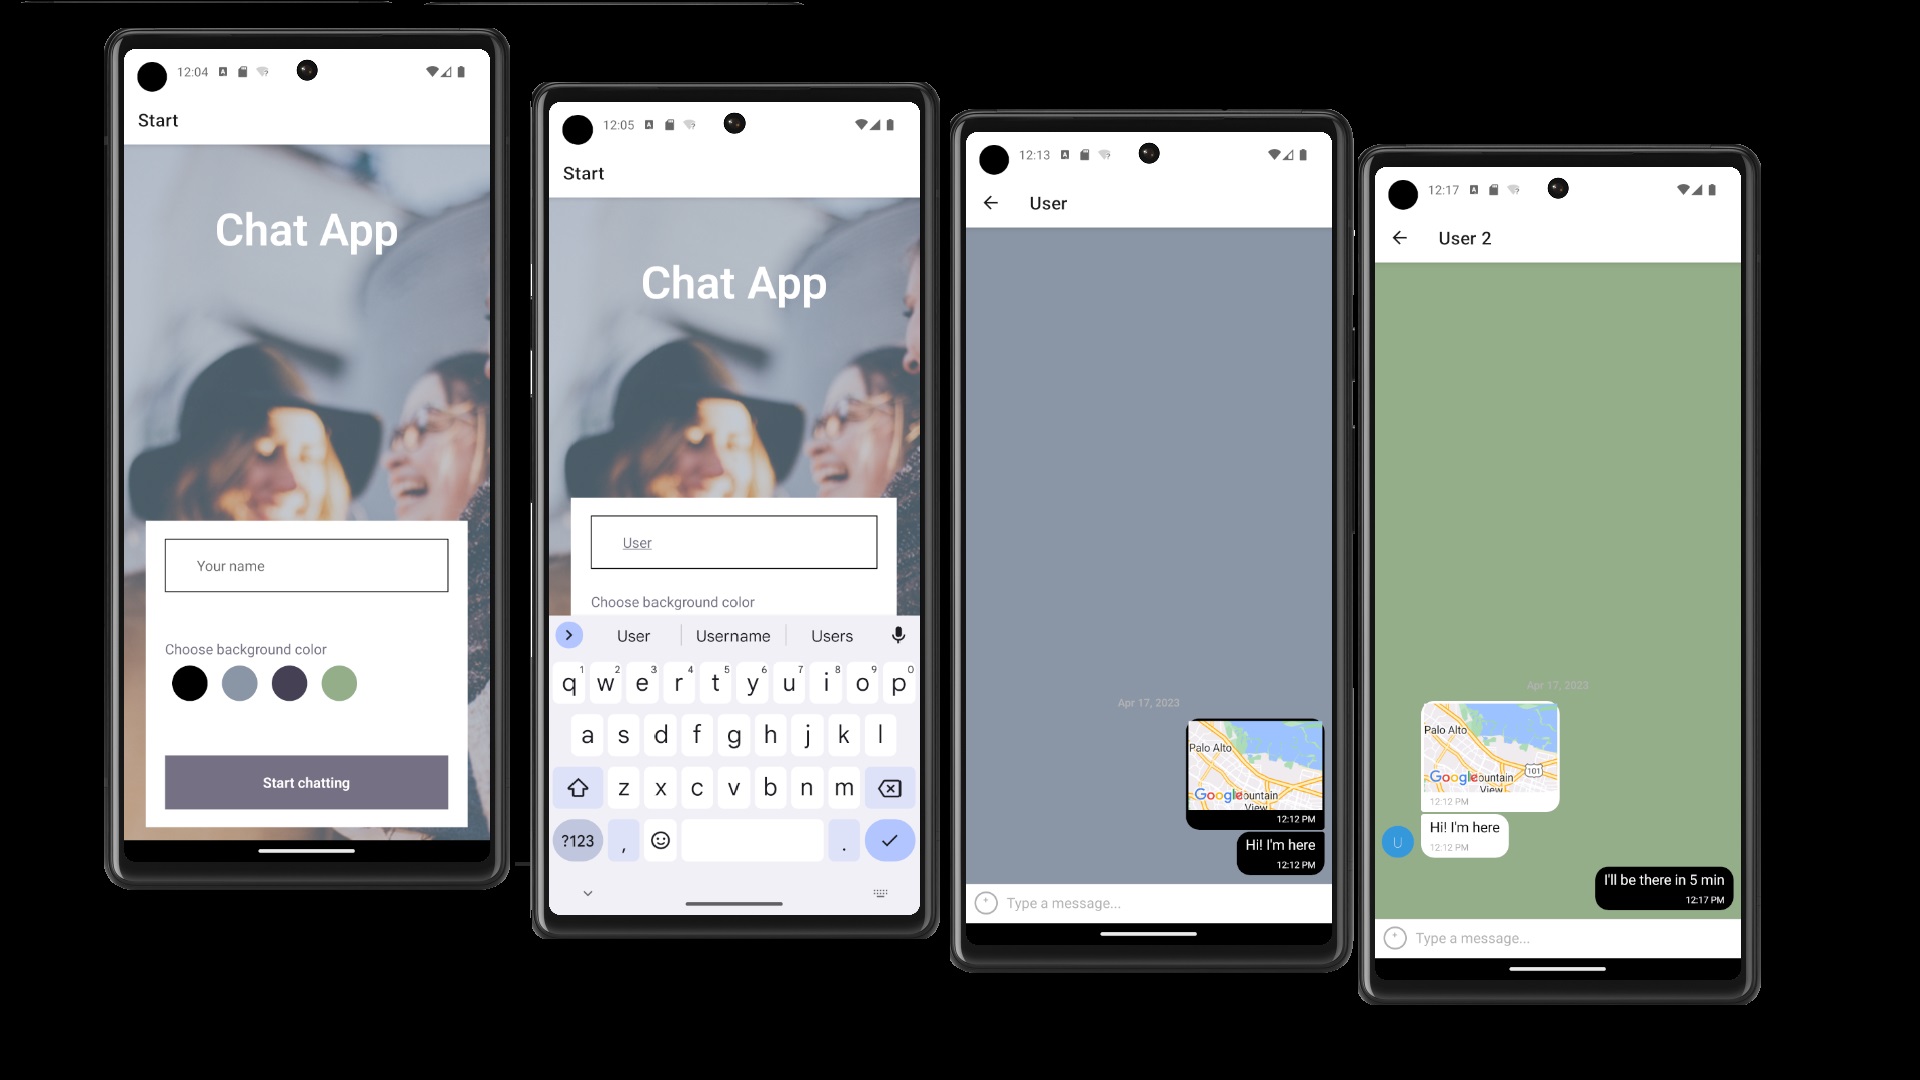 12:04
Start
Chat App
Your name
Choose background color
Start chatting
12:05
Start
Chat App
User
Choose background color
User Username Users
1 2 3 4 5 6 7 8 9 0
q w e r t y u i o p
a s d f g h j k l
z x c v b n m
?123 , .
12:13
User
Apr 17, 2023
Palo Alto
Google ountain
View
12:12 PM
Hi! I'm here
12:12 PM
Type a message...
12:17
User 2
Apr 17, 2023
Palo Alto
101
Google ountain
View
12:12 PM
Hi! I'm here
U
12:12 PM
I'll be there in 5 min
12:17 PM
Type a message...